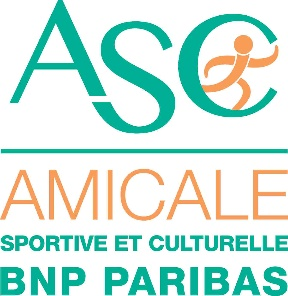 ASC
AMICALE
SPORTIVE ET CULTURELLE
BNP PARIBAS